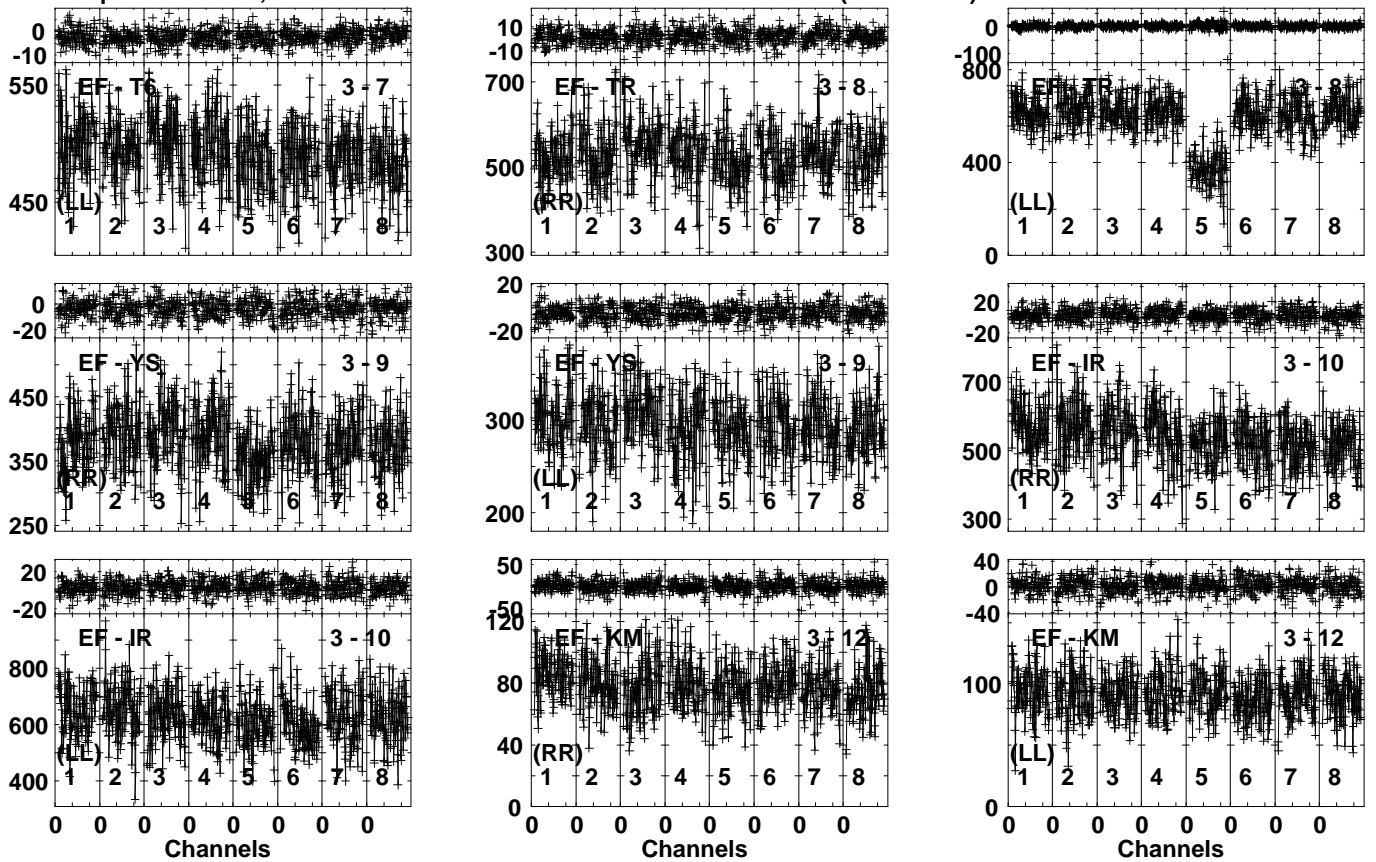 0
-10
550
450
EF - T6
3 - 7
(LL)
1 2 3 4 5 6 7 8
10
-10
700
500
300
EF - TR
3 - 8
(RR)
1 2 3 4 5 6 7 8
0
-100
800
400
0
EF - TR
3 - 8
(LL)
1 2 3 4 5 6 7 8
0
-20
450
350
250
EF - YS
3 - 9
(RR)
1 2 3 4 5 6 7 8
20
-20
300
200
EF - YS
3 - 9
(LL)
1 2 3 4 5 6 7 8
20
-20
700
500
300
EF - IR
3 - 10
(RR)
1 2 3 4 5 6 7 8
20
-20
800
600
400
EF - IR
3 - 10
(LL)
1 2 3 4 5 6 7 8
0 0 0 0 0 0 0 0
Channels
50
-50
120
80
40
0
EF - KM
3 - 12
(RR)
1 2 3 4 5 6 7 8
0 0 0 0 0 0 0 0
Channels
40
0
-40
100
0
EF - KM
3 - 12
(LL)
1 2 3 4 5 6 7 8
0 0 0 0 0 0 0 0
Channels